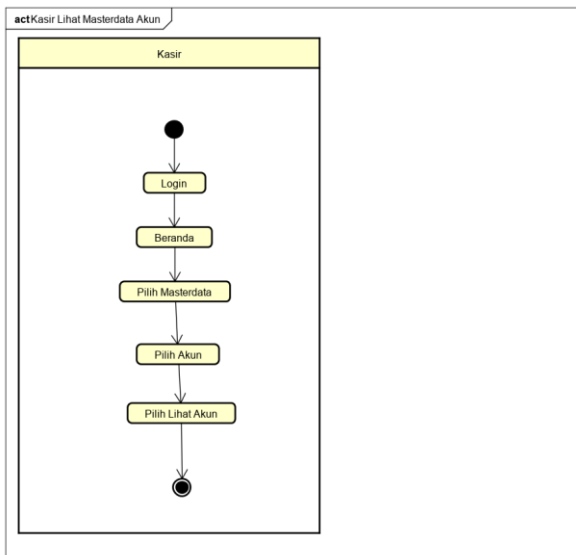 act Kasir Lihat Masterdata Akun
Kasir
Login
Beranda
Pilih Masterdata
Pilih Akun
Pilih Lihat Akun